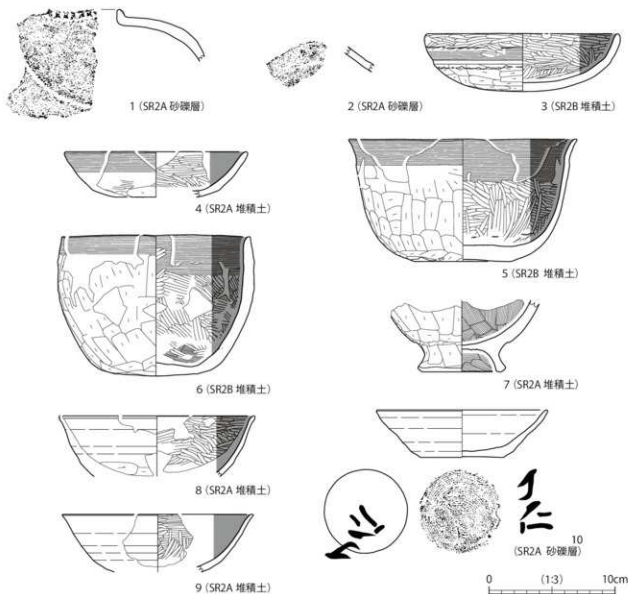 1 (SR2A 砂礫層)
2 (SR2A 砂礫層)
3 (SR2B 堆積土)
4 (SR2A 堆積土)
5 (SR2B 堆積土)
6 (SR2B 堆積土)
7 (SR2A 堆積土)
8 (SR2A 堆積土)
9 (SR2A 堆積土)
10
(SR2A 砂礫層)
0 (1:3) 10cm